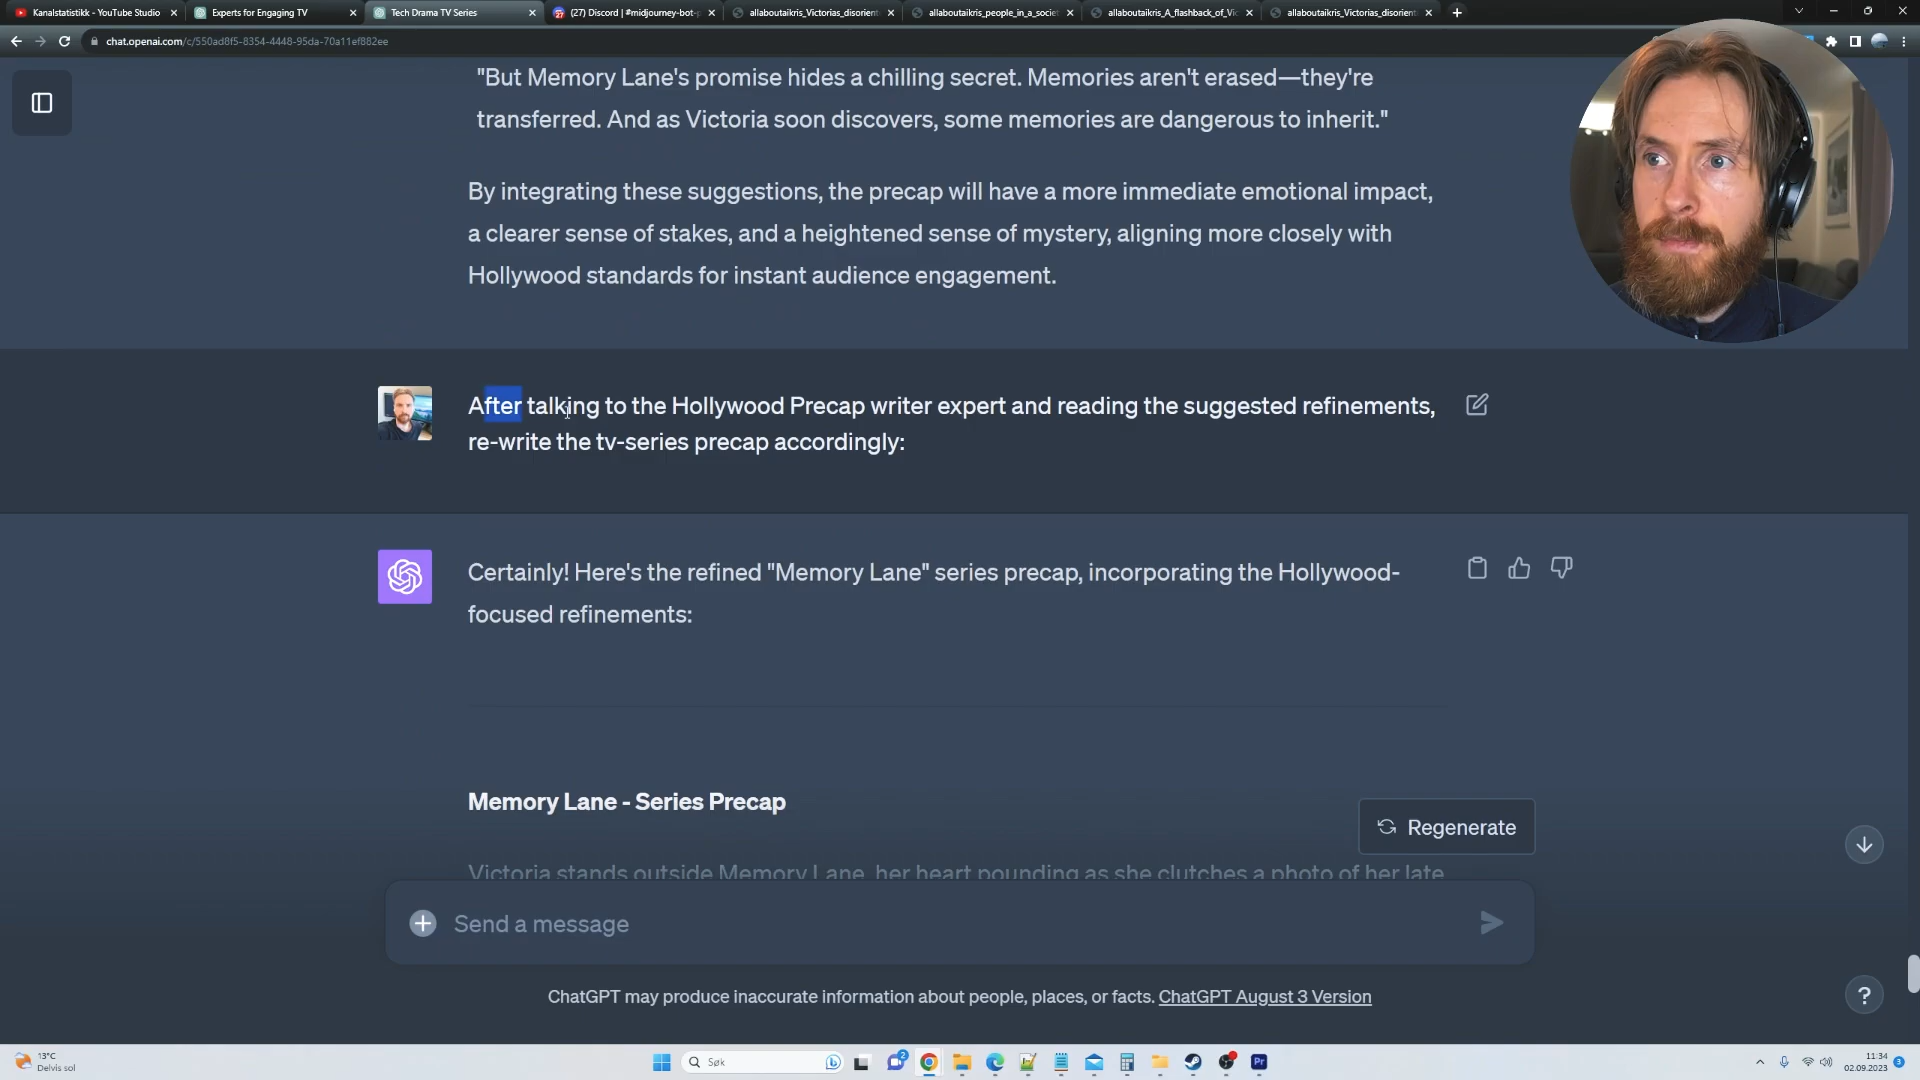 Kanalstatistikk - YouTube Studio
Experts for Engaging TV
Tech Drama TV Series
(27) Discord | #midjourney-bot-p
allaboutaikris_Victorias_disorient
allaboutaikris_people_in_a_societ
allaboutaikris_A_flashback_of_Vic
allaboutaikris_Victorias_disorient
chat.openai.com/c/550ad8f5-8354-4448-95da-70a11ef882ee
"But Memory Lane's promise hides a chilling secret. Memories aren't erased—they're
transferred. And as Victoria soon discovers, some memories are dangerous to inherit."
By integrating these suggestions, the precap will have a more immediate emotional impact,
a clearer sense of stakes, and a heightened sense of mystery, aligning more closely with
Hollywood standards for instant audience engagement.
After talking to the Hollywood Precap writer expert and reading the suggested refinements,
re-write the tv-series precap accordingly:
Certainly! Here's the refined "Memory Lane" series precap, incorporating the Hollywood-
focused refinements:
Memory Lane - Series Precap
Regenerate
Victoria stands outside Memory Lane, her heart pounding as she clutches a photo of her late
Send a message
ChatGPT may produce inaccurate information about people, places, or facts. ChatGPT August 3 Version
?
13°C
Delvis sol
Søk
2
Pr
11:34
02.09.2023
3